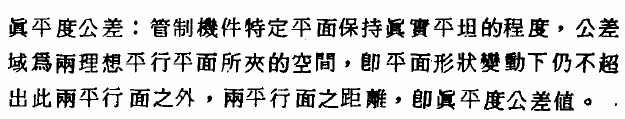 眞平度公差：管制機件特定平面保持眞實平坦的程度，公差
域爲兩理想平行平面所夾的空間，卽平面形狀變動下仍不超
出此兩平行面之外，兩平行面之距離，卽眞平度公差值。